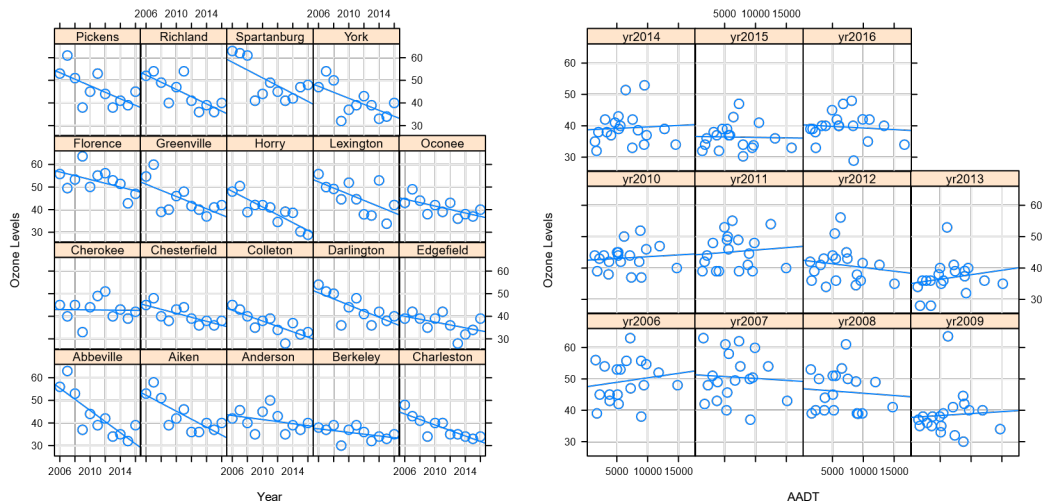 2006 2010 2014
Pickens Richland Spartanburg York
60
50
40
30
Florence Greenville Horry Lexington Oconee
60
50
40
30
Cherokee Chesterfield Colleton Darlington Edgefield
60
50
40
30
Abbeville Aiken Anderson Berkeley Charleston
60
50
40
30
2006 2010 2014 2006 2010 2014 2006 2010 2014
Ozone Levels
Year
5000 10000 15000
yr2014 yr2015 yr2016
60
50
40
30
yr2010 yr2011 yr2012 yr2013
60
50
40
30
yr2006 yr2007 yr2008 yr2009
60
50
40
30
5000 10000 15000 5000 10000 15000
Ozone Levels
AADT